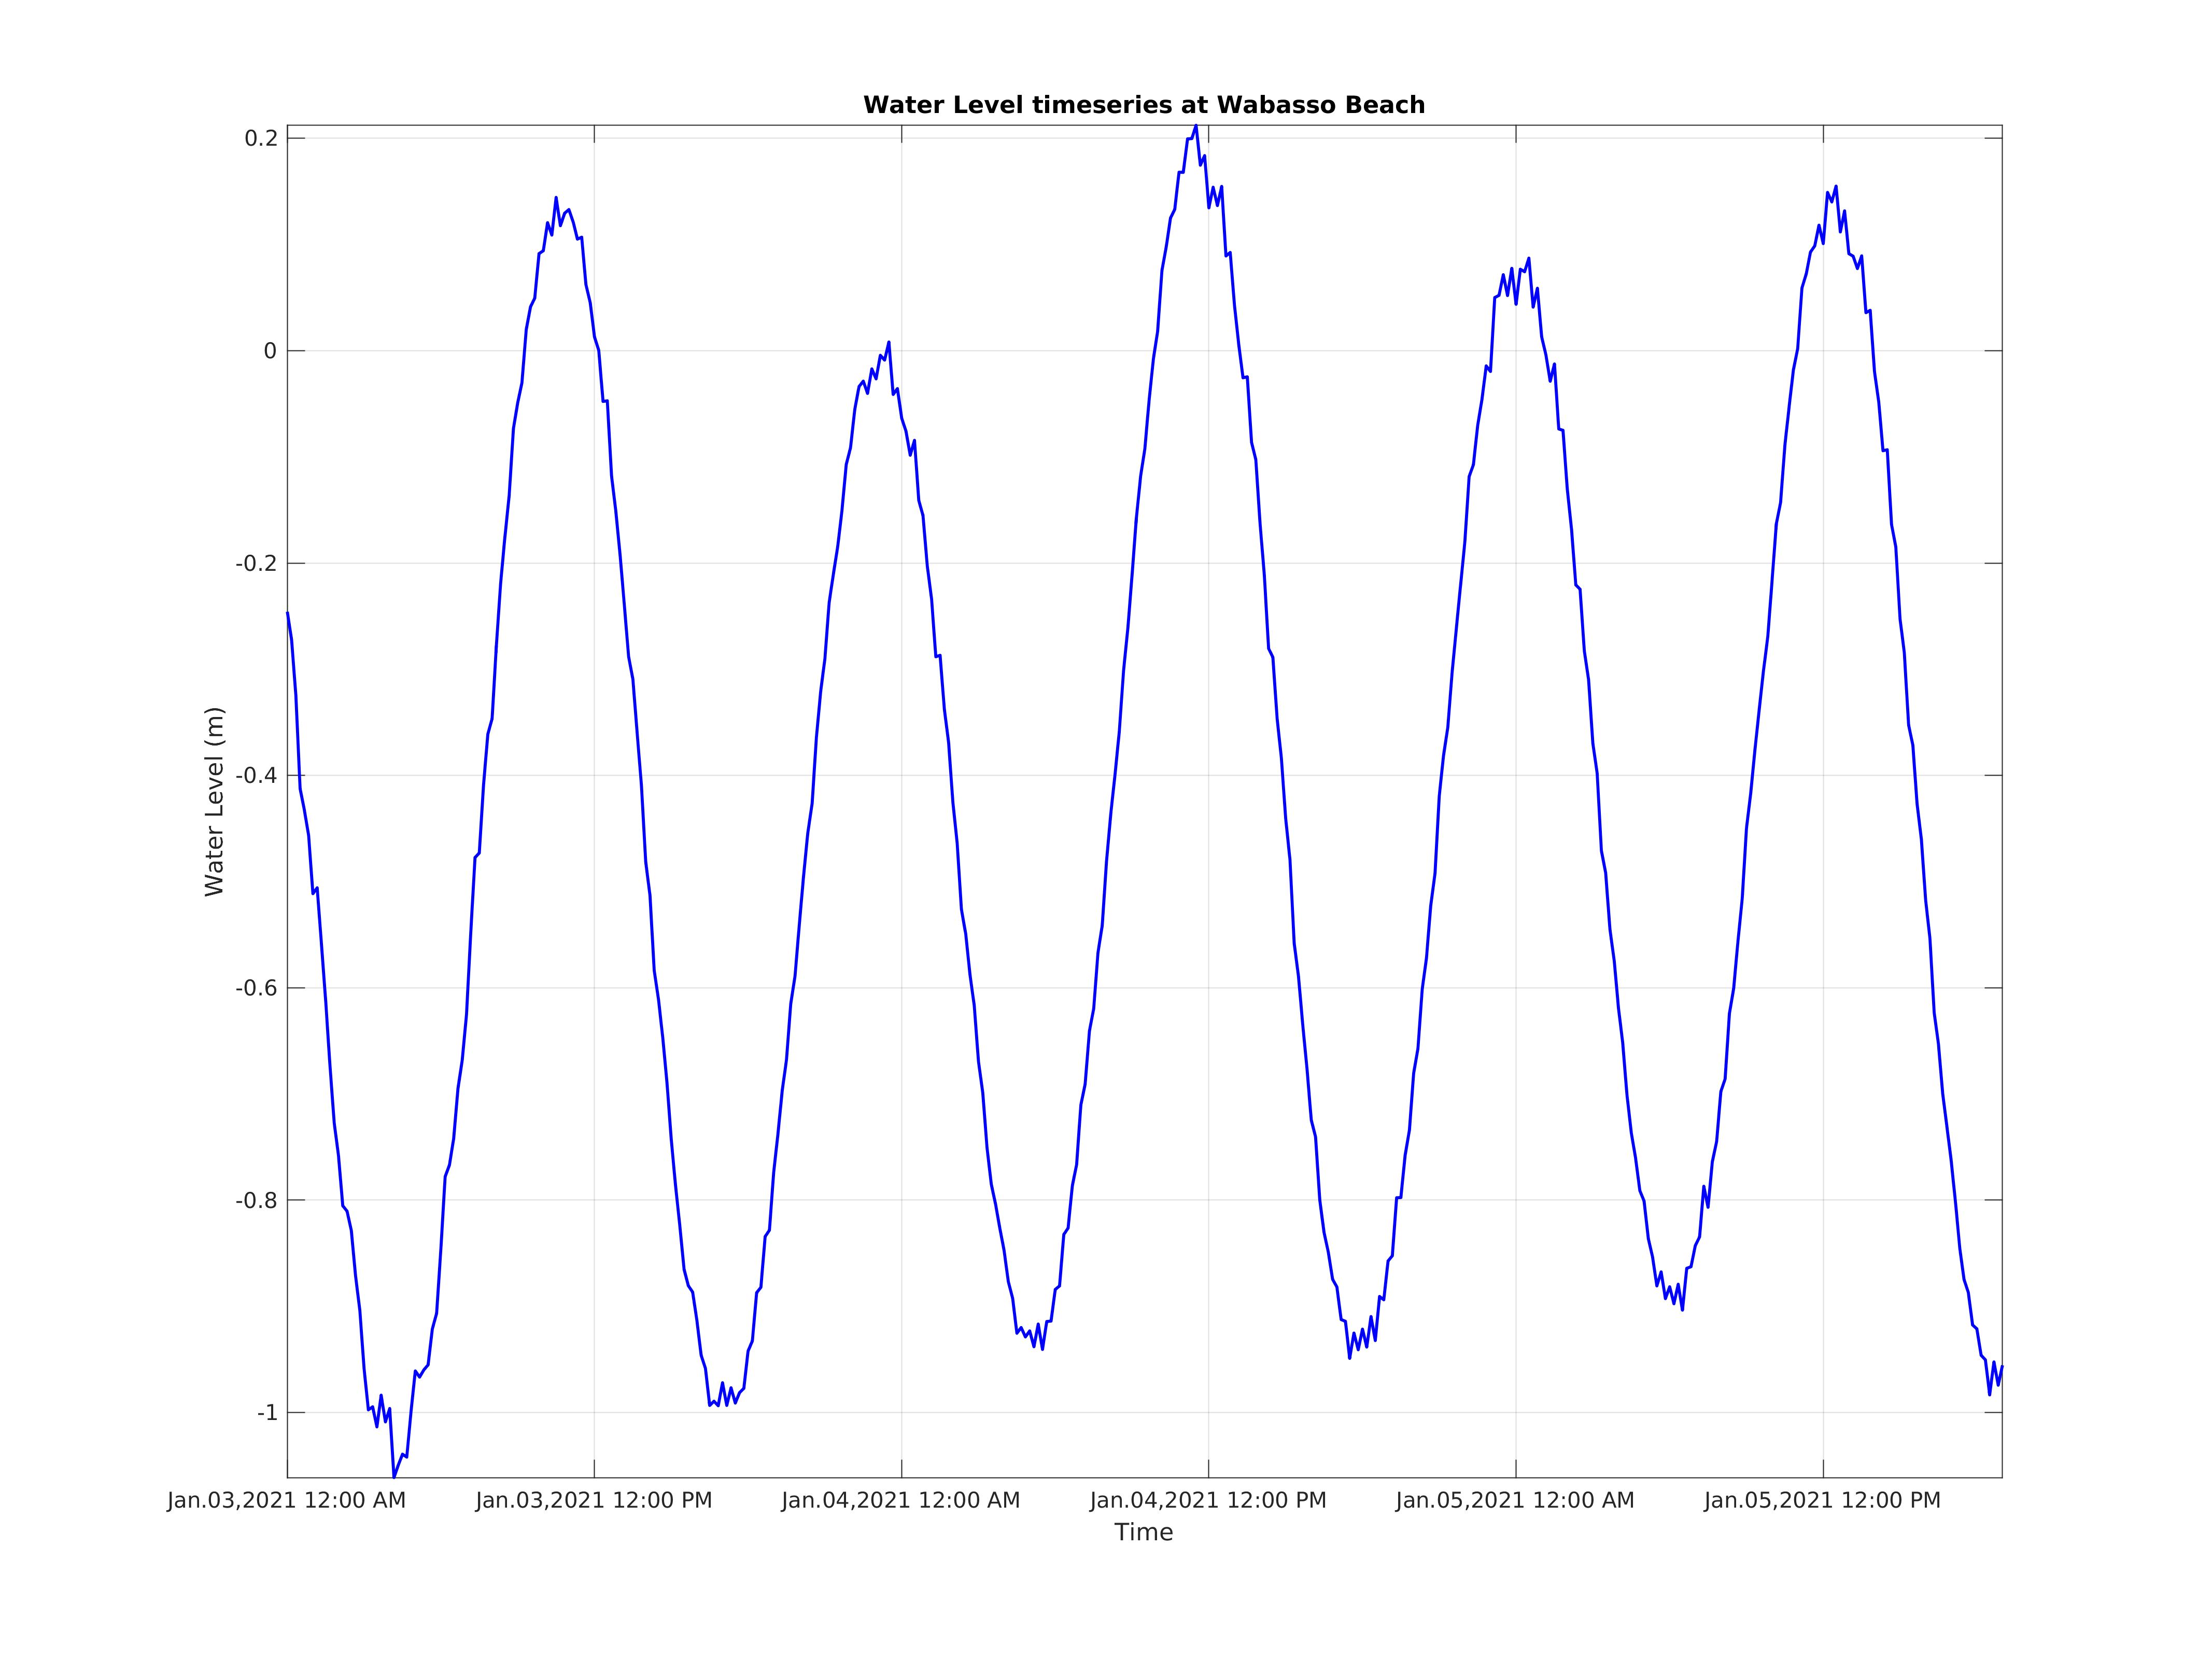 Water Level timeseries at Wabasso Beach
0.2
0
-0.2
-0.4
-0.6
-0.8
-1
Water Level (m)
Jan.03,2021 12:00 AM
Jan.03,2021 12:00 PM
Jan.04,2021 12:00 AM
Jan.04,2021 12:00 PM
Jan.05,2021 12:00 AM
Jan.05,2021 12:00 PM
Time